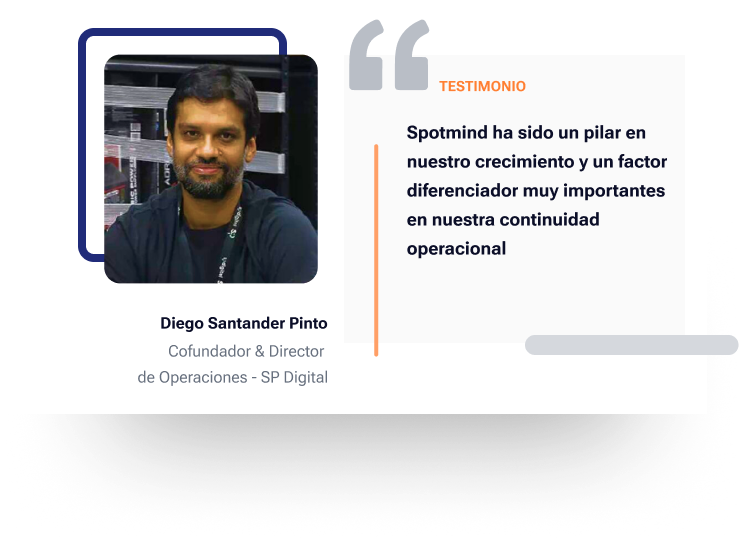 TESTIMONIO
Spotmind ha sido un pilar en
nuestro crecimiento y un factor
diferenciador muy importantes
en nuestra continuidad
operacional
Diego Santander Pinto
Cofundador & Director
de Operaciones - SP Digital